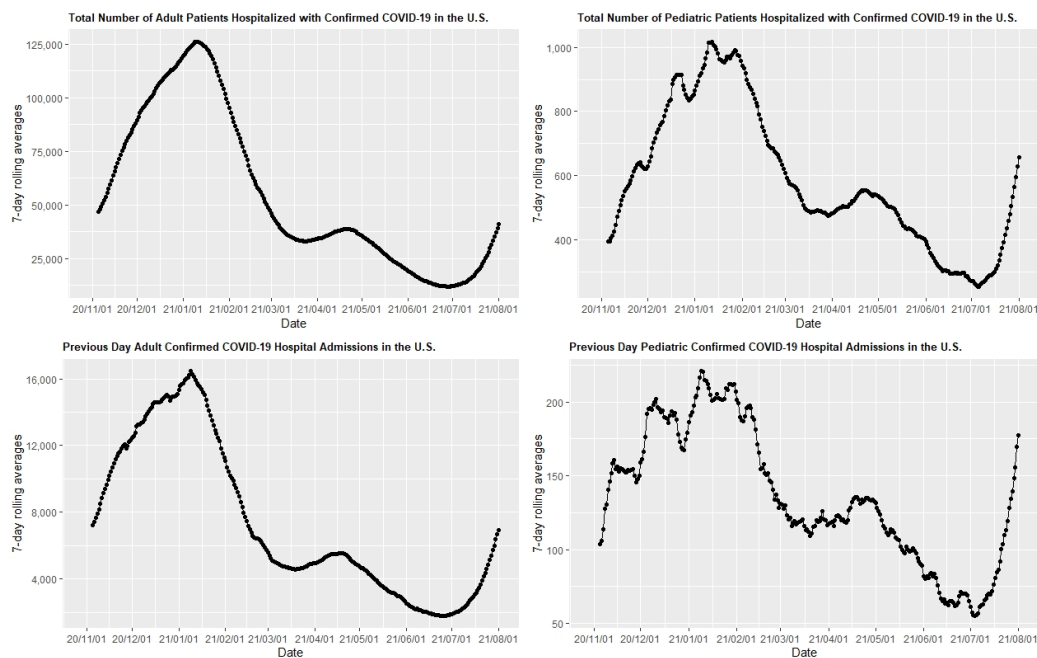 Total Number of Adult Patients Hospitalized with Confirmed COVID-19 in the U.S.
125,000
100,000
75,000
50,000
25,000
7-day rolling averages
20/11/01 20/12/01 21/01/01 21/02/01 21/03/01 21/04/01 21/05/01 21/06/01 21/07/01 21/08/01
Date
Total Number of Pediatric Patients Hospitalized with Confirmed COVID-19 in the U.S.
1,000
800
600
400
7-day rolling averages
20/11/01 20/12/01 21/01/01 21/02/01 21/03/01 21/04/01 21/05/01 21/06/01 21/07/01 21/08/01
Date
Previous Day Adult Confirmed COVID-19 Hospital Admissions in the U.S.
16,000
12,000
8,000
4,000
7-day rolling averages
20/11/01 20/12/01 21/01/01 21/02/01 21/03/01 21/04/01 21/05/01 21/06/01 21/07/01 21/08/01
Date
Previous Day Pediatric Confirmed COVID-19 Hospital Admissions in the U.S.
200
150
100
50
7-day rolling averages
20/11/01 20/12/01 21/01/01 21/02/01 21/03/01 21/04/01 21/05/01 21/06/01 21/07/01 21/08/01
Date